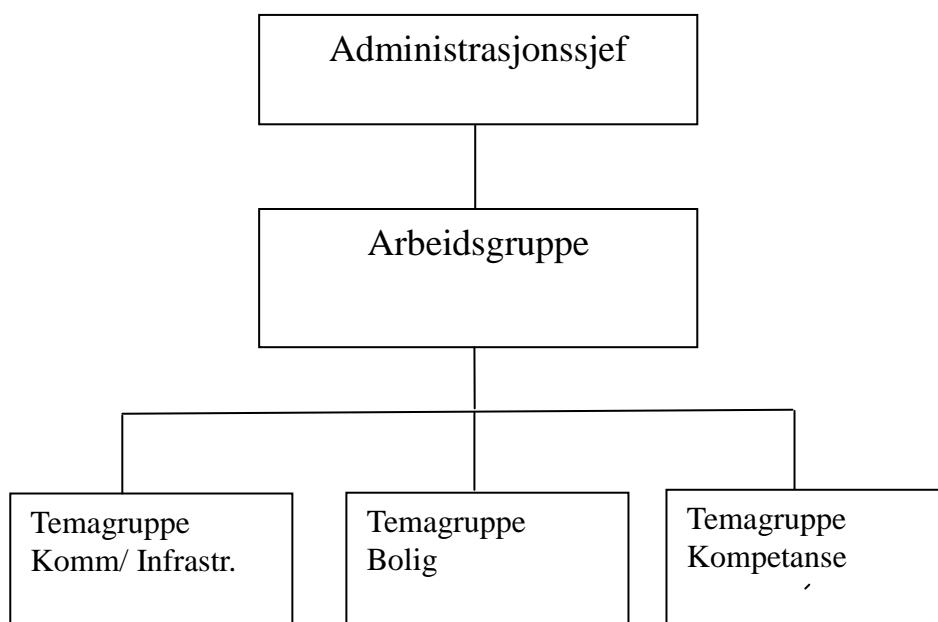 Administrasjonssjef
Arbeidsgruppe
Temagruppe
Komm/ Infrastr.
Temagruppe
Bolig
Temagruppe
Kompetanse